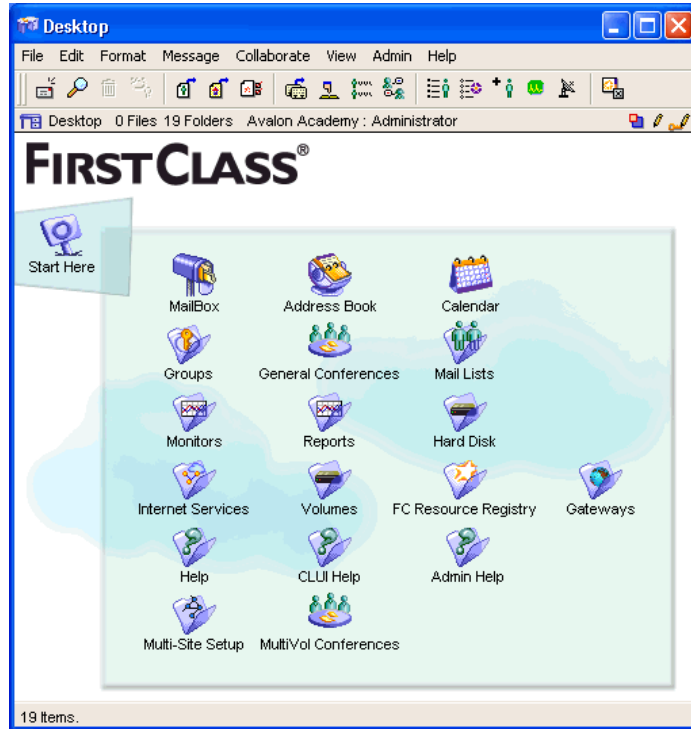 Desktop
File Edit Format Message Collaborate View Admin Help
Desktop 0 Files 19 Folders Avalon Academy : Administrator
FIRSTCLASS®
Start Here
MailBox Address Book Calendar
Groups General Conferences Mail Lists
Monitors Reports Hard Disk
Internet Services Volumes FC Resource Registry Gateways
Help CLUI Help Admin Help
Multi-Site Setup MultiVol Conferences
19 Items.